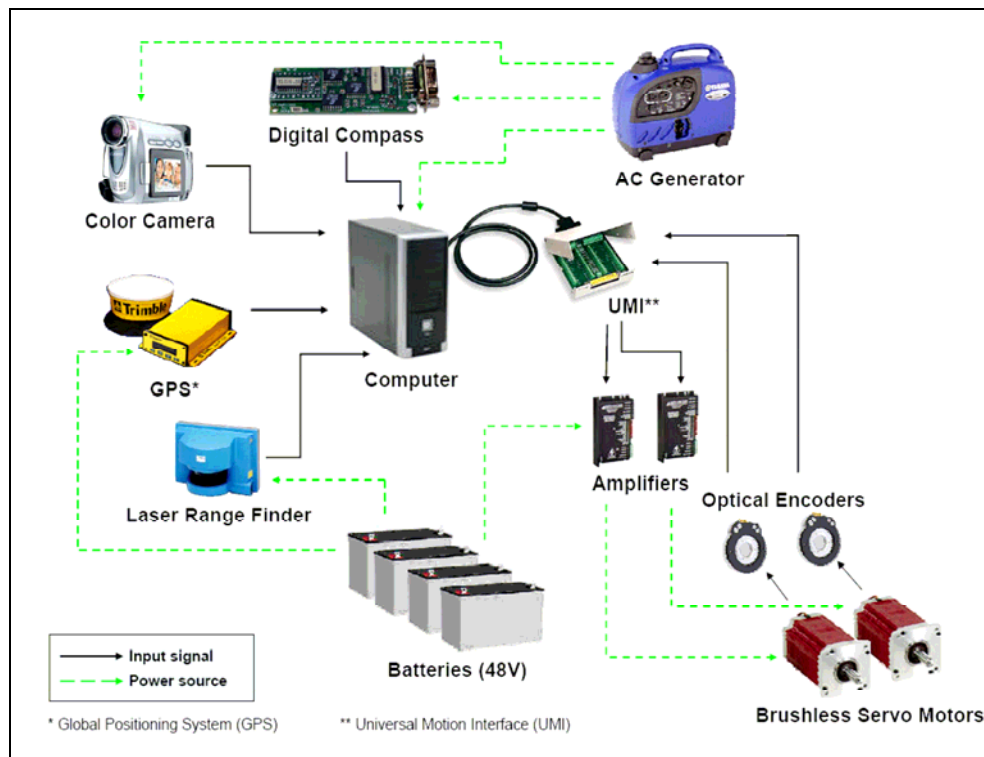 Digital Compass
AC Generator
Color Camera
Trimble
UMI**
GPS*
Computer
Amplifiers
Optical Encoders
Laser Range Finder
Batteries (48V)
Input signal
Power source
Brushless Servo Motors
* Global Positioning System (GPS)
** Universal Motion Interface (UMI)